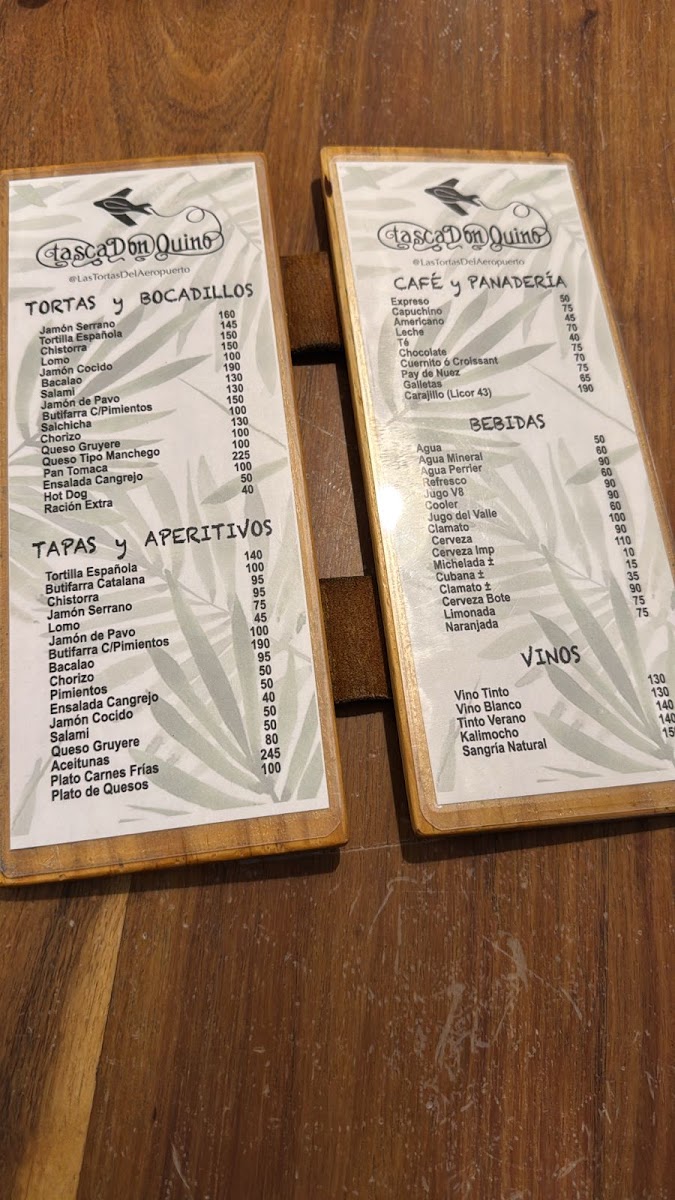 tascaDon Quino
@LasTortasDelAeropuerto
TORTAS y BOCADILLOS
Jamón Serrano 160
Tortilla Española 145
Chistorra 150
Lomo 150
Jamón Cocido 100
Bacalao 190
Salami 130
Jamón de Pavo 130
Butifarra C/Pimientos 150
Salchicha 100
Chorizo 130
Queso Gruyere 100
Queso Tipo Manchego 100
Pan Tomaca 225
Ensalada Cangrejo 100
Hot Dog 50
Ración Extra 40
TAPAS y APERITIVOS
Tortilla Española 140
Butifarra Catalana 100
Chistorra 95
Jamón Serrano 95
Lomo 75
Jamón de Pavo 45
Butifarra C/Pimientos 100
Bacalao 190
Chorizo 95
Pimientos 50
Ensalada Cangrejo 50
Jamón Cocido 40
Salami 50
Queso Gruyere 50
Aceitunas 80
Plato Carnes Frías 245
Plato de Quesos 100
tascaDon Quino
@LasTortasDelAeropuerto
CAFÉ y PANADERÍA
Expreso 50
Capuchino 75
Americano 45
Leche 70
Té 40
Chocolate 75
Cuernito ó Croissant 70
Pay de Nuez 75
Galletas 65
Carajillo (Licor 43) 190
BEBIDAS
Agua 50
Agua Mineral 60
Agua Perrier 90
Refresco 60
Jugo V8 90
Cooler 90
Jugo del Valle 60
Clamato 100
Cerveza 90
Cerveza Imp 110
Michelada ± 10
Cubana ± 15
Clamato ± 35
Cerveza Bote 90
Limonada 75
Naranjada 75
VINOS
Vino Tinto 130
Vino Blanco 130
Tinto Verano 140
Kalimocho 140
Sangría Natural